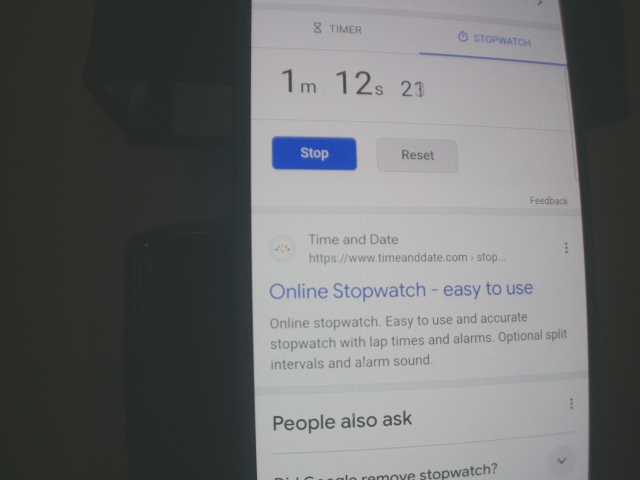 TIMER
STOPWATCH
1m 12s
Stop
Reset
Feedback
Time and Date
https://www.timeanddate.com › stop...
Online Stopwatch - easy to use
Online stopwatch. Easy to use and accurate
stopwatch with lap times and alarms. Optional split
intervals and alarm sound.
People also ask
Did Google remove stopwatch?